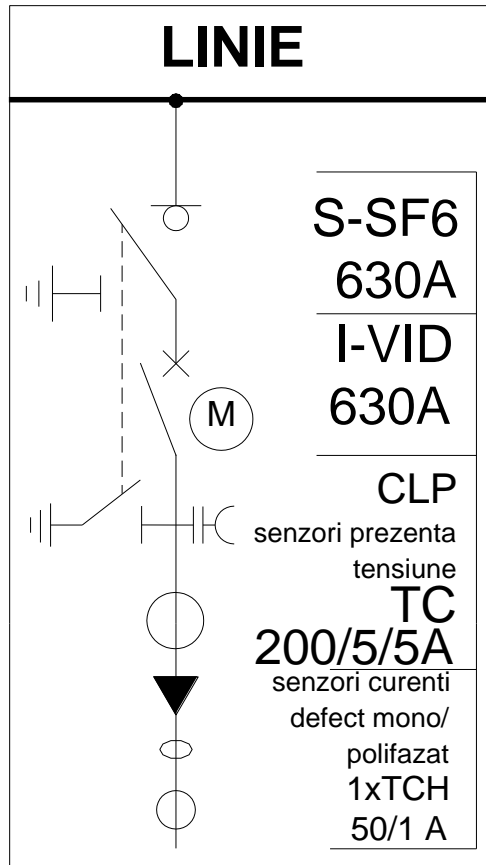 LINIE
S-SF6
630A
I-VID
630A
M
CLP
senzori prezenta
tensiune
TC
200/5/5A
senzori curenti
defect mono/
polifazat
1xTCH
50/1 A